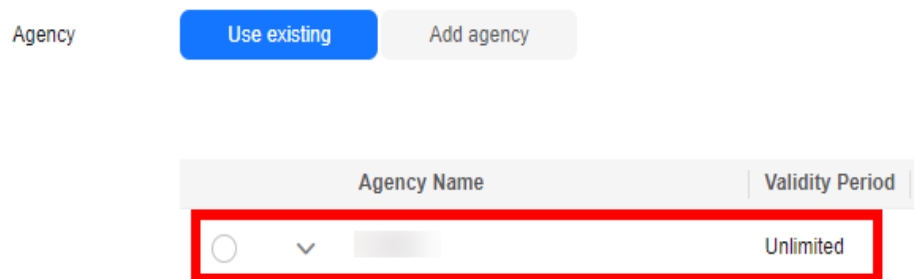 Agency Use existing Add agency
Agency Name Validity Period
Unlimited